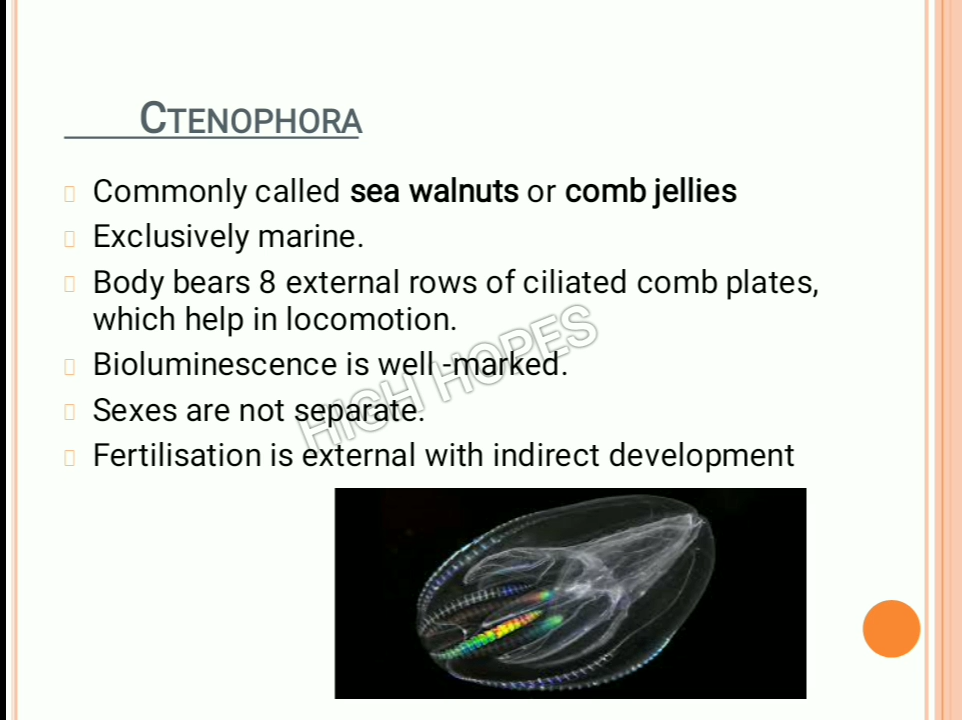 CTENOPHORA
Commonly called sea walnuts or comb jellies
Exclusively marine.
Body bears 8 external rows of ciliated comb plates,
which help in locomotion.
Bioluminescence is well -marked.
Sexes are not separate.
Fertilisation is external with indirect development
HIGH HOPES